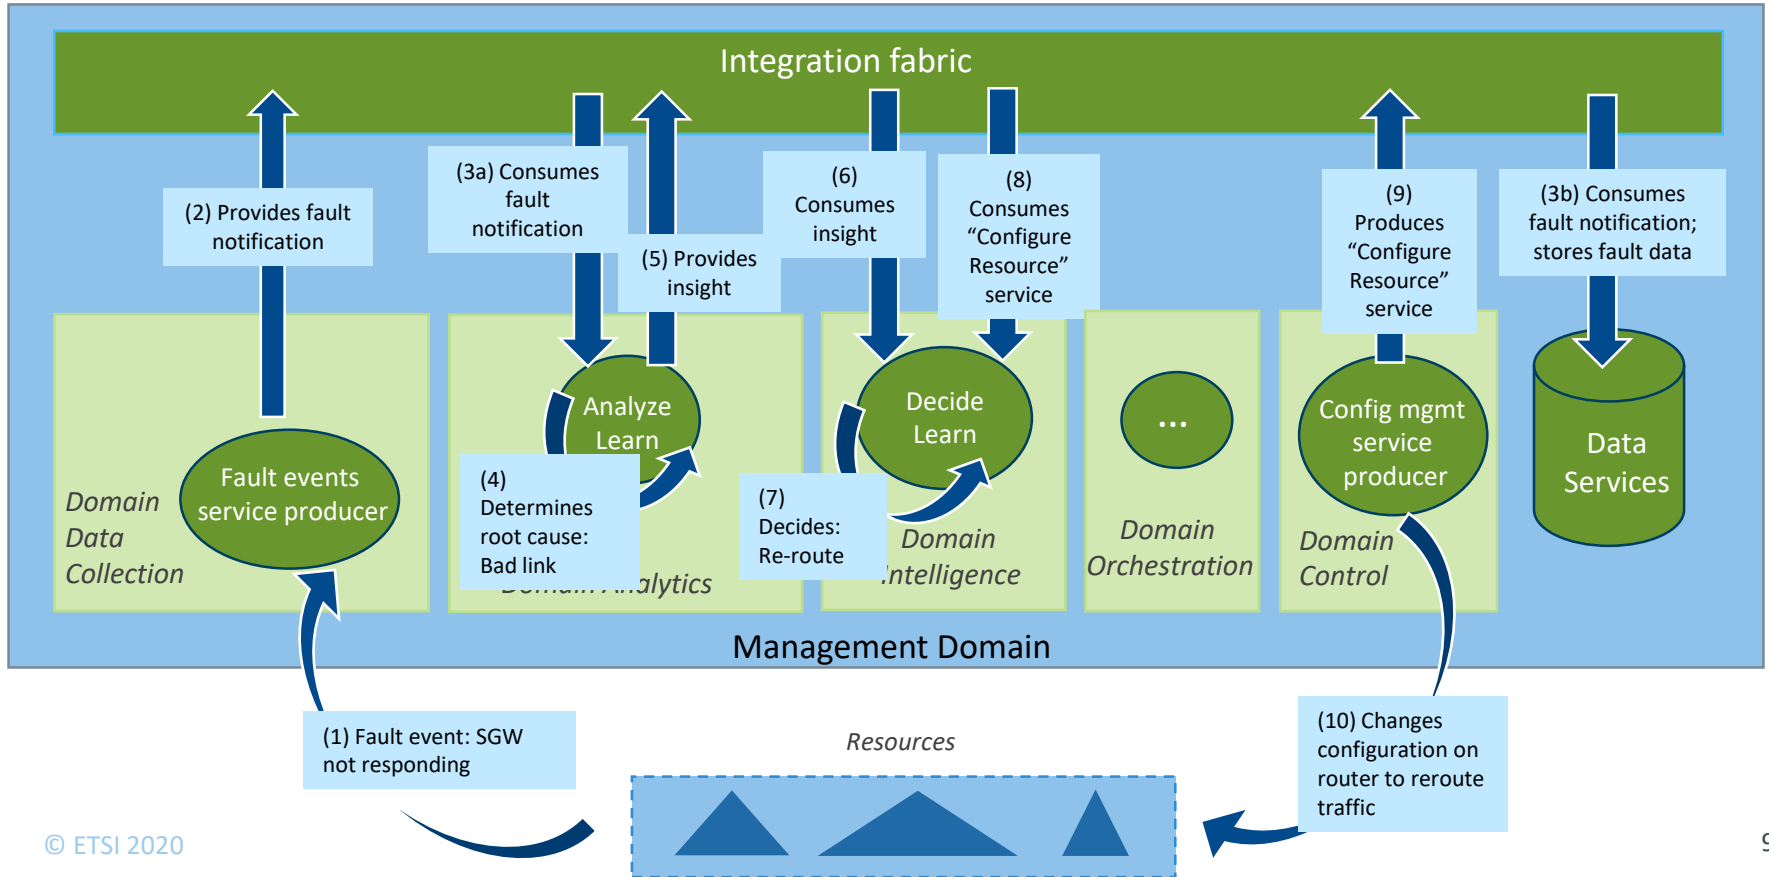 Integration fabric
(2) Provides fault
notification
(3a) Consumes
fault
notification
(5) Provides
insight
(6)
Consumes
insight
(8)
Consumes
“Configure
Resource”
service
(9)
Produces
“Configure
Resource”
service
(3b) Consumes
fault notification;
stores fault data
Fault events
service producer
Domain
Data
Collection
Analyze
Learn
(4)
Determines
root cause:
Bad link
Domain Analytics
Decide
Learn
(7)
Decides:
Re-route
Domain
Intelligence
...
Domain
Orchestration
Config mgmt
service
producer
Domain
Control
Data
Services
Management Domain
(1) Fault event: SGW
not responding
Resources
(10) Changes
configuration on
router to reroute
traffic
© ETSI 2020
9